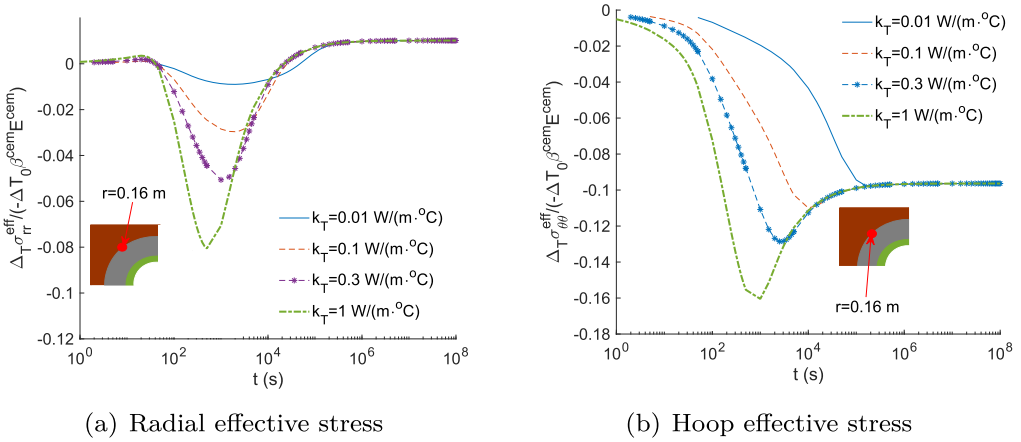 0
-0.02
-0.04
-0.06
-0.08
-0.1
-0.12
10^0 10^2 10^4 10^6 10^8
t (s)
Δ_Tσ_rr^eff/(-ΔT_0β^cemE^cem)
r=0.16 m
k_T=0.01 W/(m·°C)
k_T=0.1 W/(m·°C)
k_T=0.3 W/(m·°C)
k_T=1 W/(m·°C)
(a) Radial effective stress
0
-0.02
-0.04
-0.06
-0.08
-0.1
-0.12
-0.14
-0.16
-0.18
10^0 10^2 10^4 10^6 10^8
t (s)
Δ_Tσ_θθ^eff/(-ΔT_0β^cemE^cem)
k_T=0.01 W/(m·°C)
k_T=0.1 W/(m·°C)
k_T=0.3 W/(m·°C)
k_T=1 W/(m·°C)
r=0.16 m
(b) Hoop effective stress